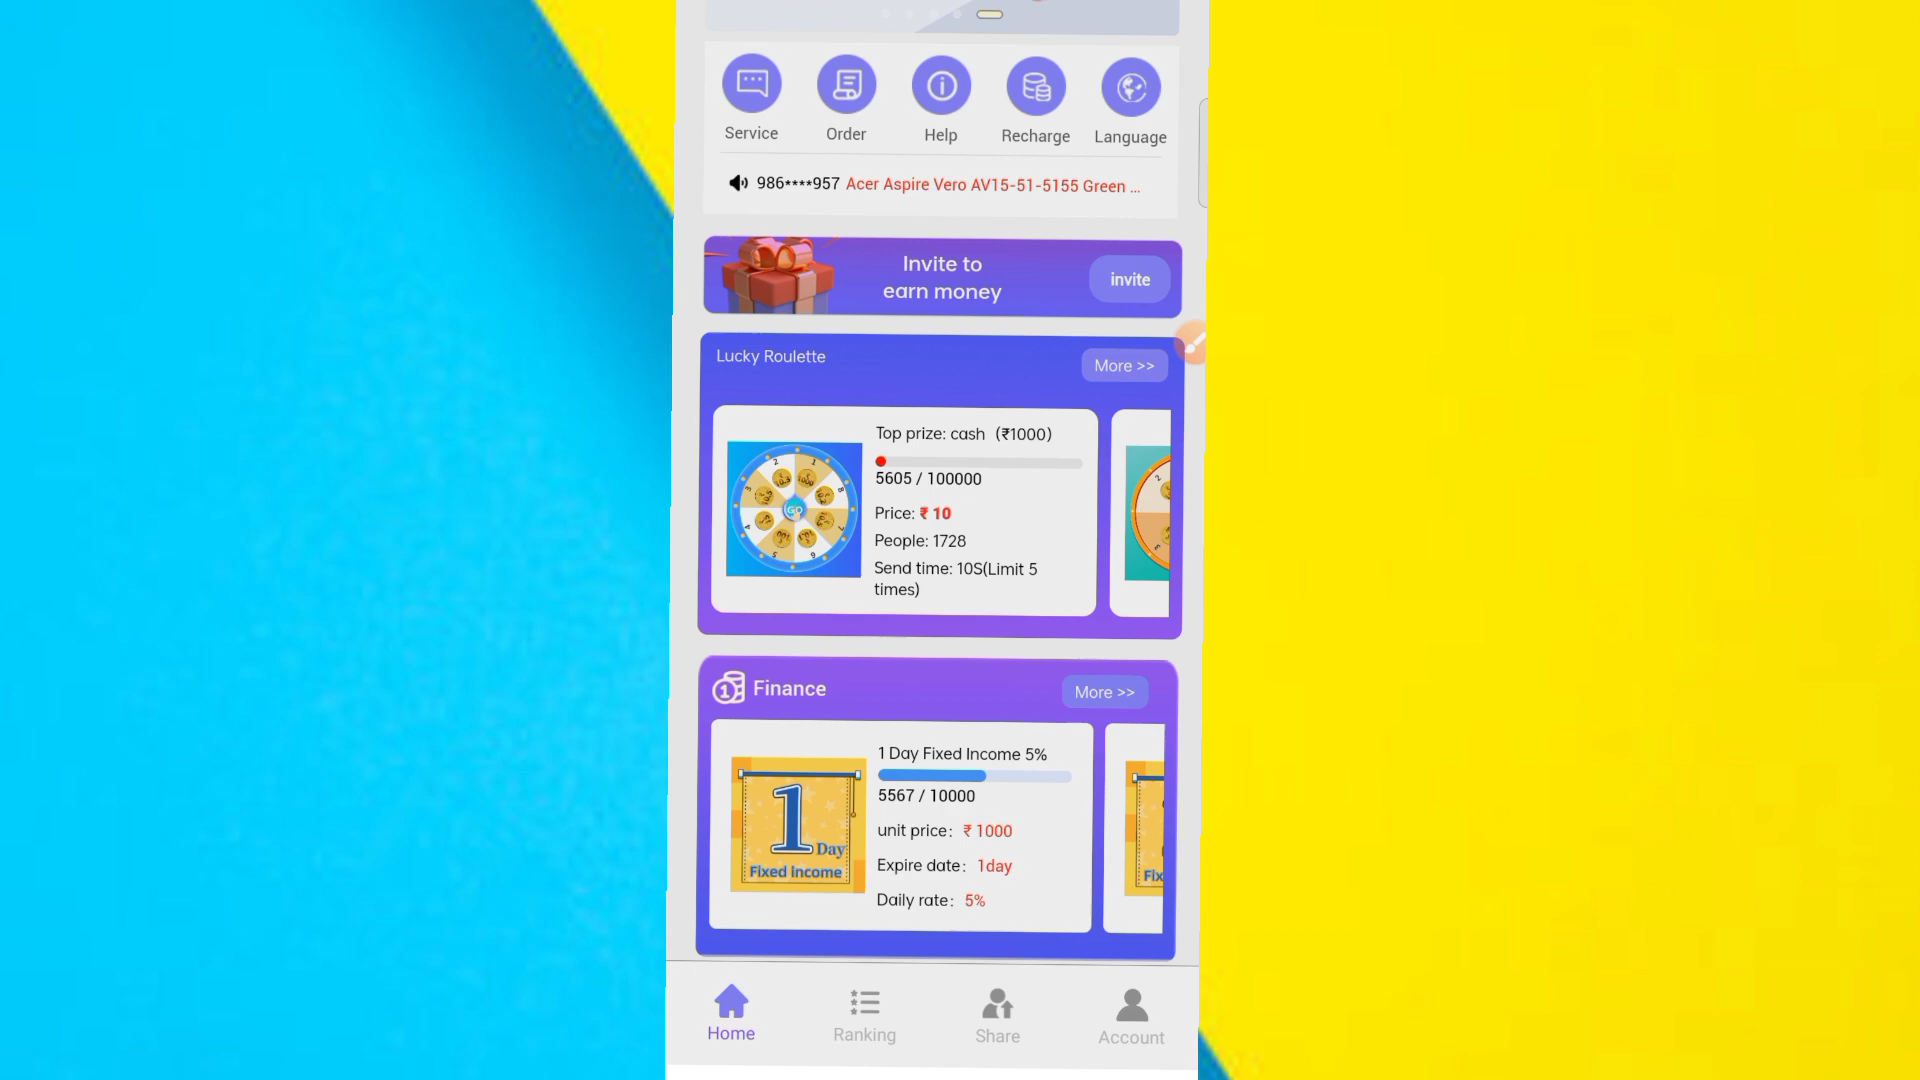 Service
Order
Help
Recharge
Language
986****957 Acer Aspire Vero AV15-51-5155 Green ...
Invite to
earn money
invite
Lucky Roulette
More >>
Top prize: cash (₹1000)
5605 / 100000
Price: ₹ 10
People: 1728
Send time: 10S(Limit 5
times)
GO
Finance
More >>
1 Day Fixed Income 5%
5567 / 10000
unit price: ₹ 1000
Expire date: 1day
Daily rate: 5%
1
Day
Fixed income
Fix
Home
Ranking
Share
Account